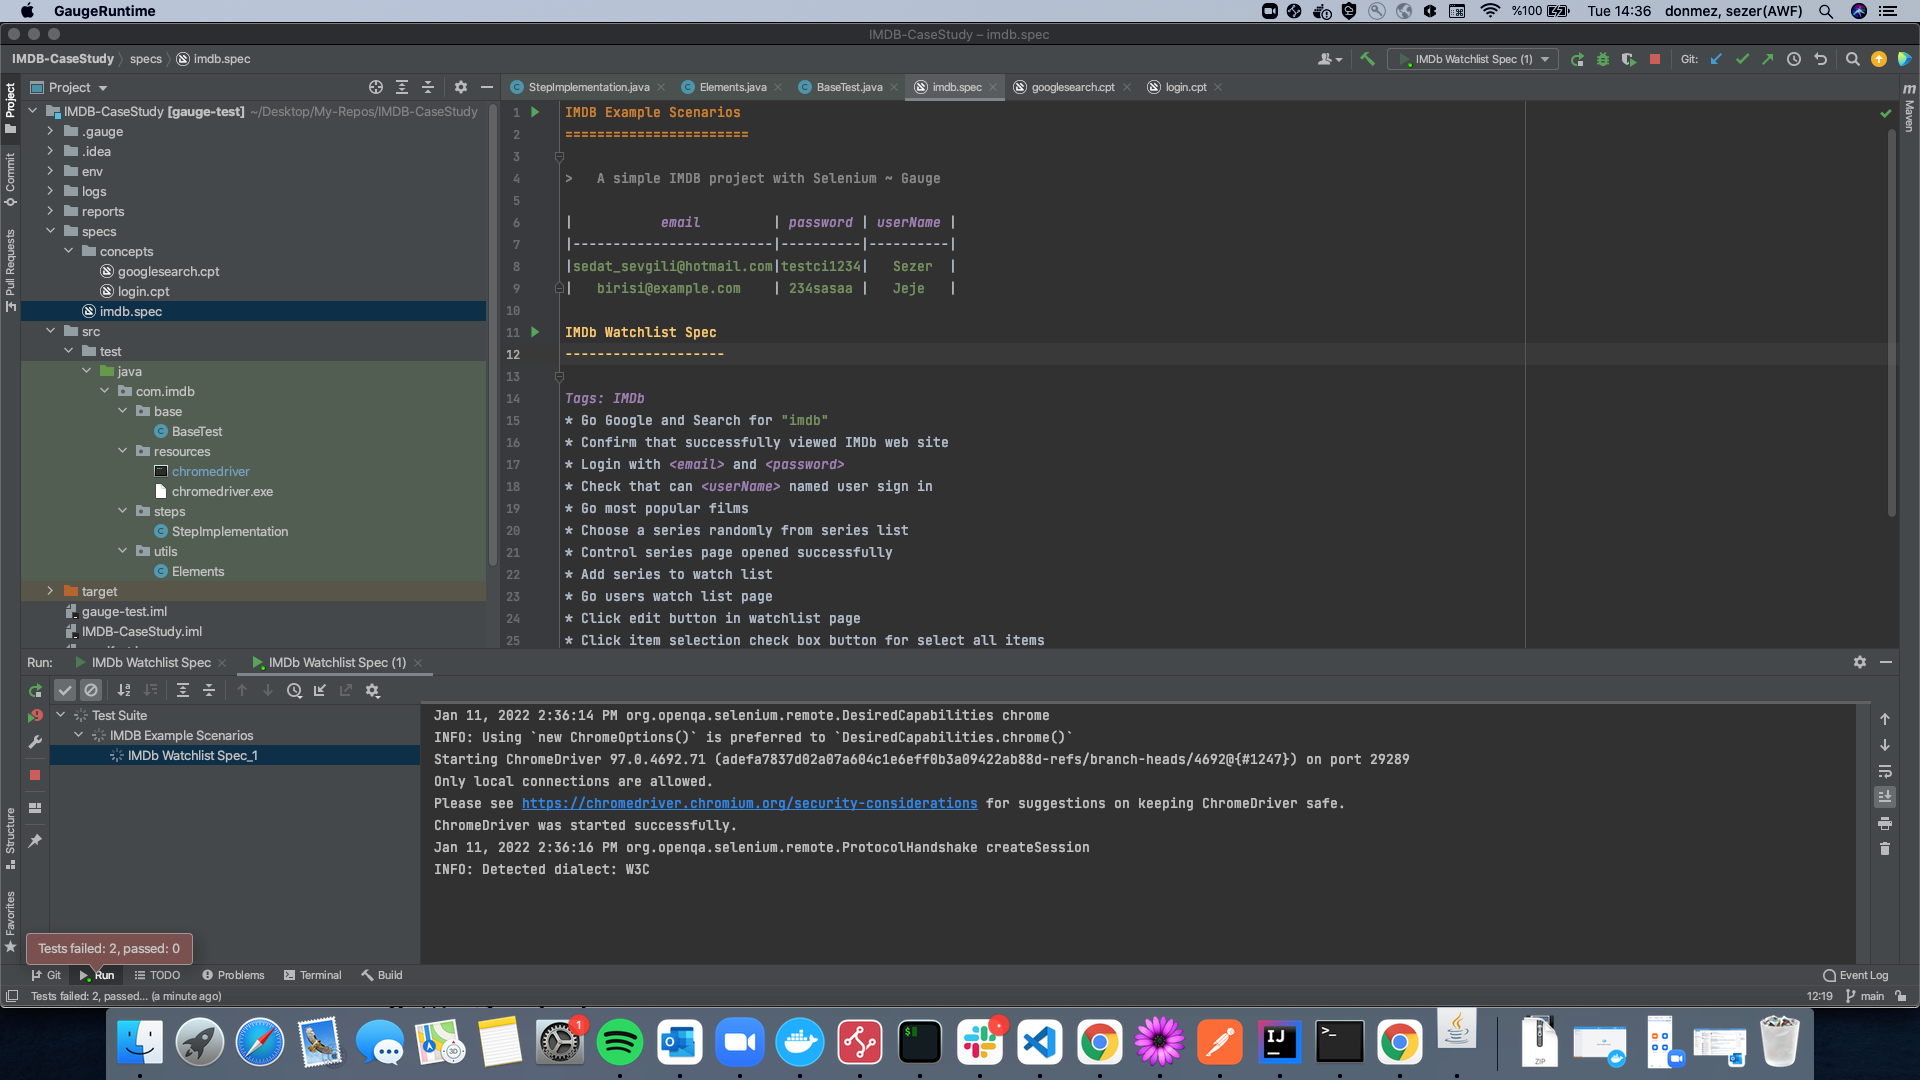 GaugeRuntime
%100
Tue 14:36
donmez, sezer(AWF)
IMDB-CaseStudy – imdb.spec
IMDB-CaseStudy
specs
imdb.spec
IMDb Watchlist Spec (1)
Git:
Project
StepImplementation.java
Elements.java
BaseTest.java
imdb.spec
googlesearch.cpt
login.cpt
Project
Commit
Pull Requests
Structure
Favorites
Maven
IMDB-CaseStudy [gauge-test] ~/Desktop/My-Repos/IMDB-CaseStudy
.gauge
.idea
env
logs
reports
specs
concepts
googlesearch.cpt
login.cpt
imdb.spec
src
test
java
com.imdb
base
BaseTest
resources
chromedriver
chromedriver.exe
steps
StepImplementation
utils
Elements
target
gauge-test.iml
IMDB-CaseStudy.iml
1 IMDB Example Scenarios
2 =======================
3
4 >   A simple IMDB project with Selenium ~ Gauge
5
6 |           email         | password | userName |
7 |-------------------------|----------|----------|
8 |sedat_sevgili@hotmail.com|testci1234|   Sezer  |
9 |   birisi@example.com    | 234sasaa |   Jeje   |
10
11 IMDb Watchlist Spec
12 --------------------
13
14 Tags: IMDb
15 * Go Google and Search for "imdb"
16 * Confirm that successfully viewed IMDb web site
17 * Login with <email> and <password>
18 * Check that can <userName> named user sign in
19 * Go most popular films
20 * Choose a series randomly from series list
21 * Control series page opened successfully
22 * Add series to watch list
23 * Go users watch list page
24 * Click edit button in watchlist page
25 * Click item selection check box button for select all items
Run:
IMDb Watchlist Spec
IMDb Watchlist Spec (1)
Test Suite
IMDB Example Scenarios
IMDb Watchlist Spec_1
Jan 11, 2022 2:36:14 PM org.openqa.selenium.remote.DesiredCapabilities chrome
INFO: Using `new ChromeOptions()` is preferred to `DesiredCapabilities.chrome()`
Starting ChromeDriver 97.0.4692.71 (adefa7837d02a07a604c1e6eff0b3a09422ab88d-refs/branch-heads/4692@{#1247}) on port 29289
Only local connections are allowed.
Please see https://chromedriver.chromium.org/security-considerations for suggestions on keeping ChromeDriver safe.
ChromeDriver was started successfully.
Jan 11, 2022 2:36:16 PM org.openqa.selenium.remote.ProtocolHandshake createSession
INFO: Detected dialect: W3C
Tests failed: 2, passed: 0
Git
Run
TODO
Problems
Terminal
Build
Event Log
Tests failed: 2, passed... (a minute ago)
12:19
main
1
IJ
ZIP